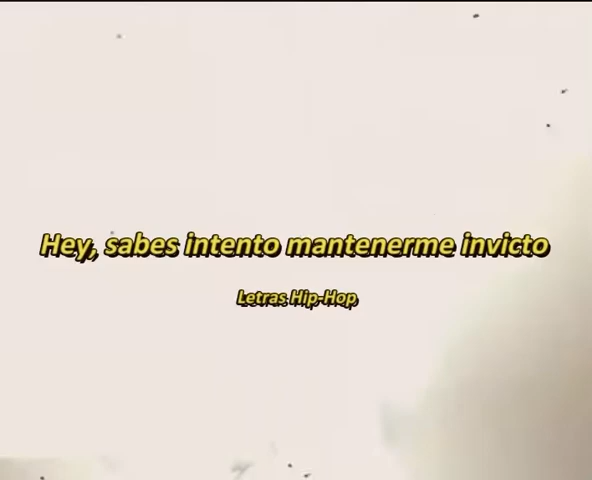 Hey, sabes intento mantenerme invicto
Letras Hip-Hop